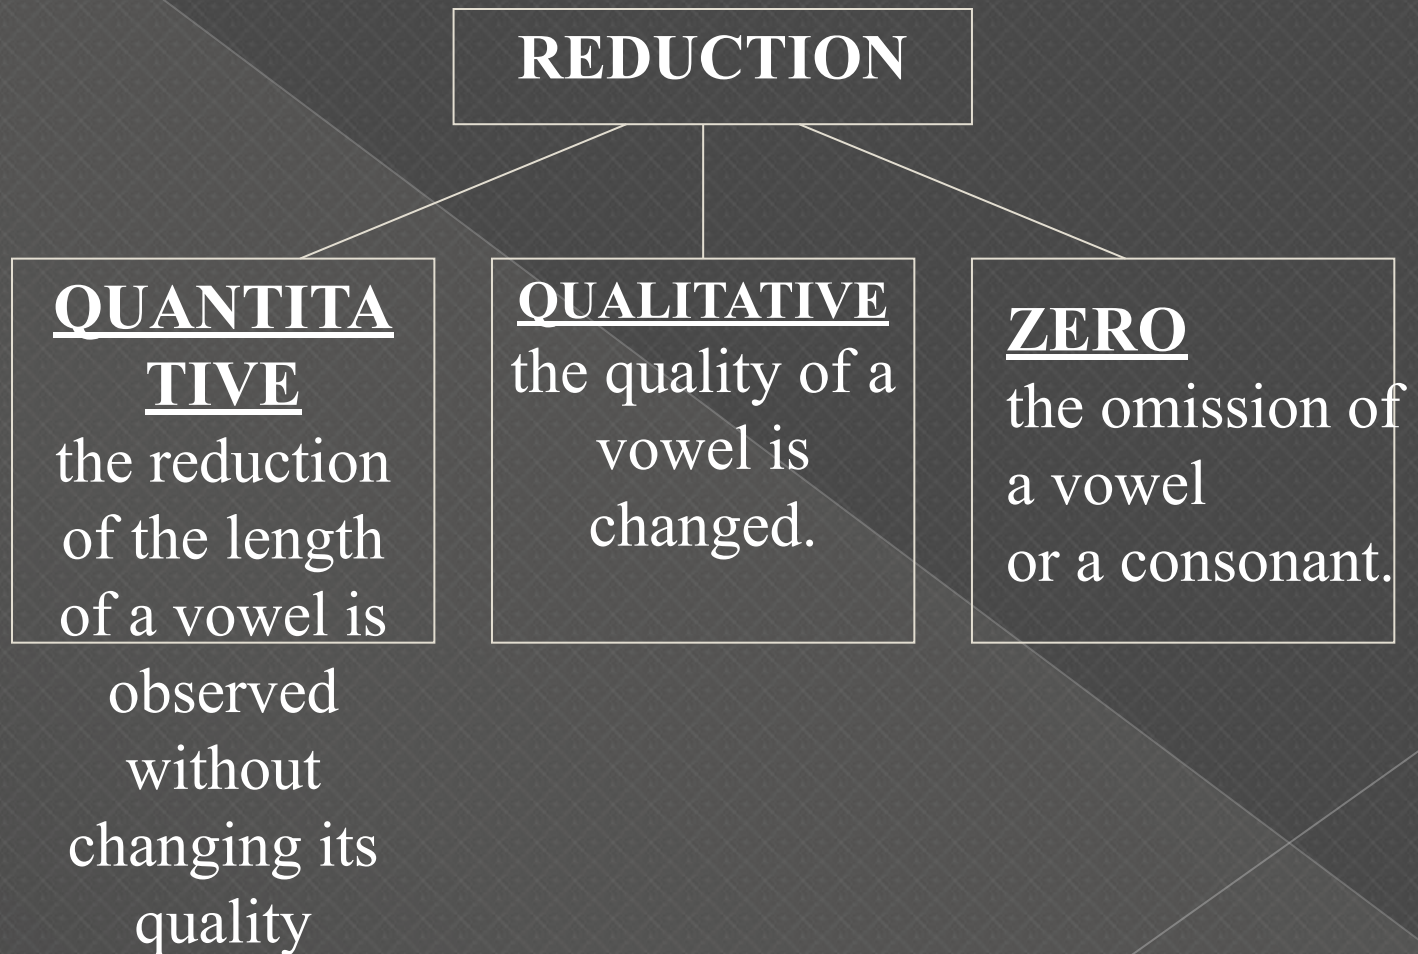 REDUCTION
QUANTITA
TIVE
the reduction
of the length
of a vowel is
observed
without
changing its
quality
QUALITATIVE
the quality of a
vowel is
changed.
ZERO
the omission of
a vowel
or a consonant.